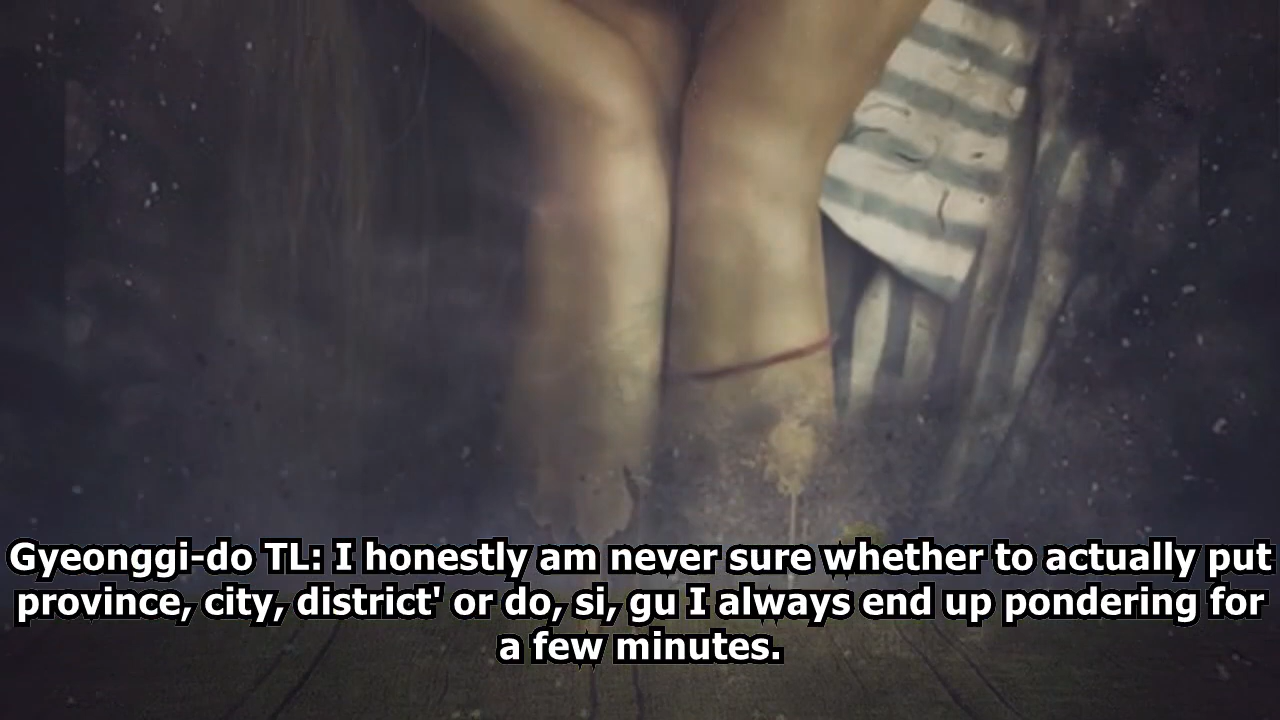 Gyeonggi-do TL: I honestly am never sure whether to actually put
province, city, district' or do, si, gu I always end up pondering for
a few minutes.